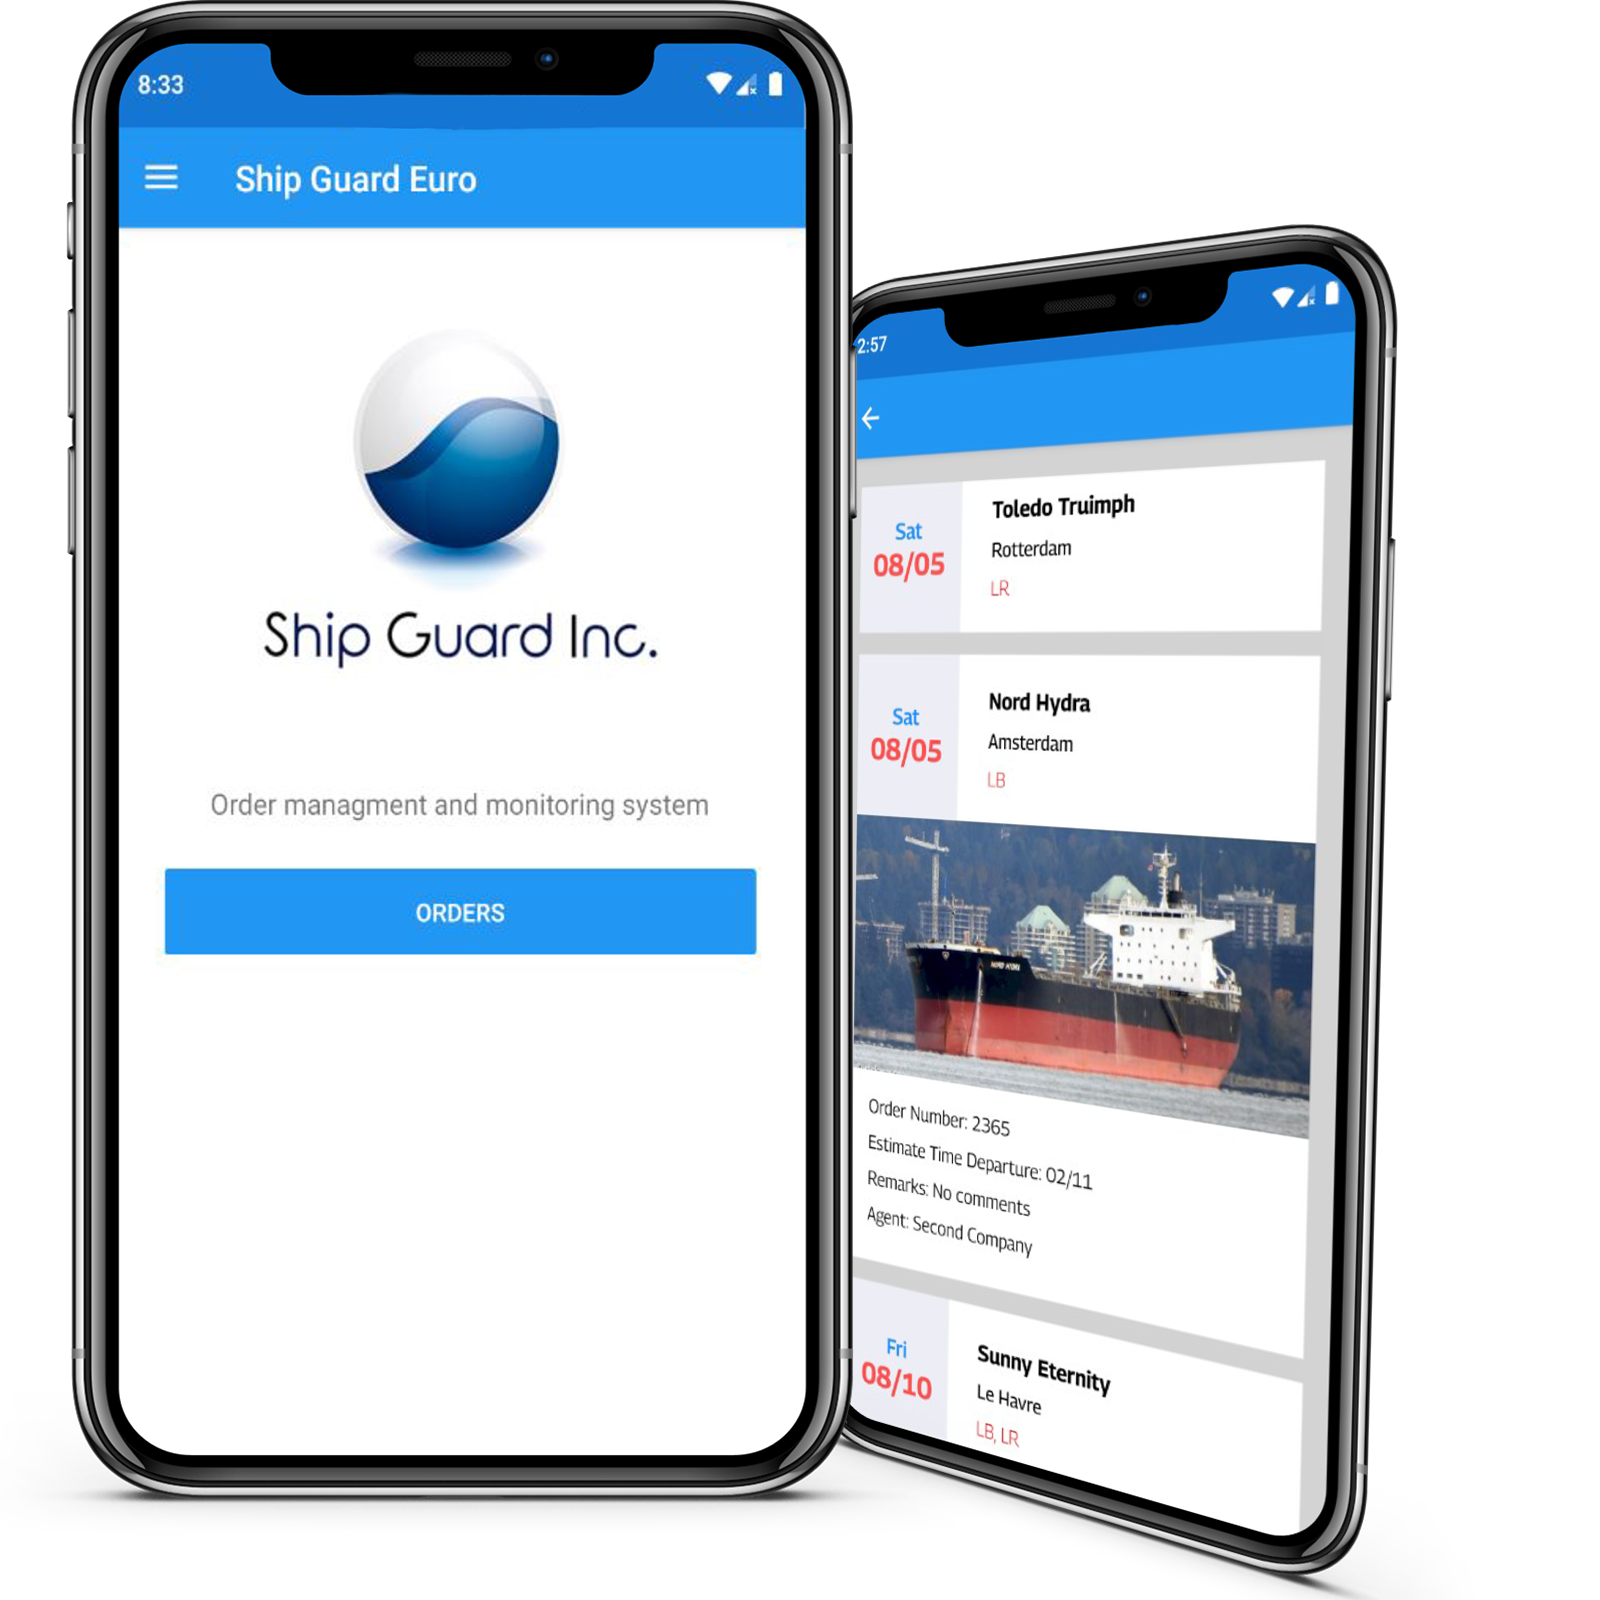 8:33
Ship Guard Euro
Ship Guard Inc.
Order managment and monitoring system
ORDERS
2:57
Sat
08/05
Toledo Truimph
Rotterdam
LR
Sat
08/05
Nord Hydra
Amsterdam
LB
NORD HYDRA
Order Number: 2365
Estimate Time Departure: 02/11
Remarks: No comments
Agent: Second Company
Fri
08/10
Sunny Eternity
Le Havre
LB, LR